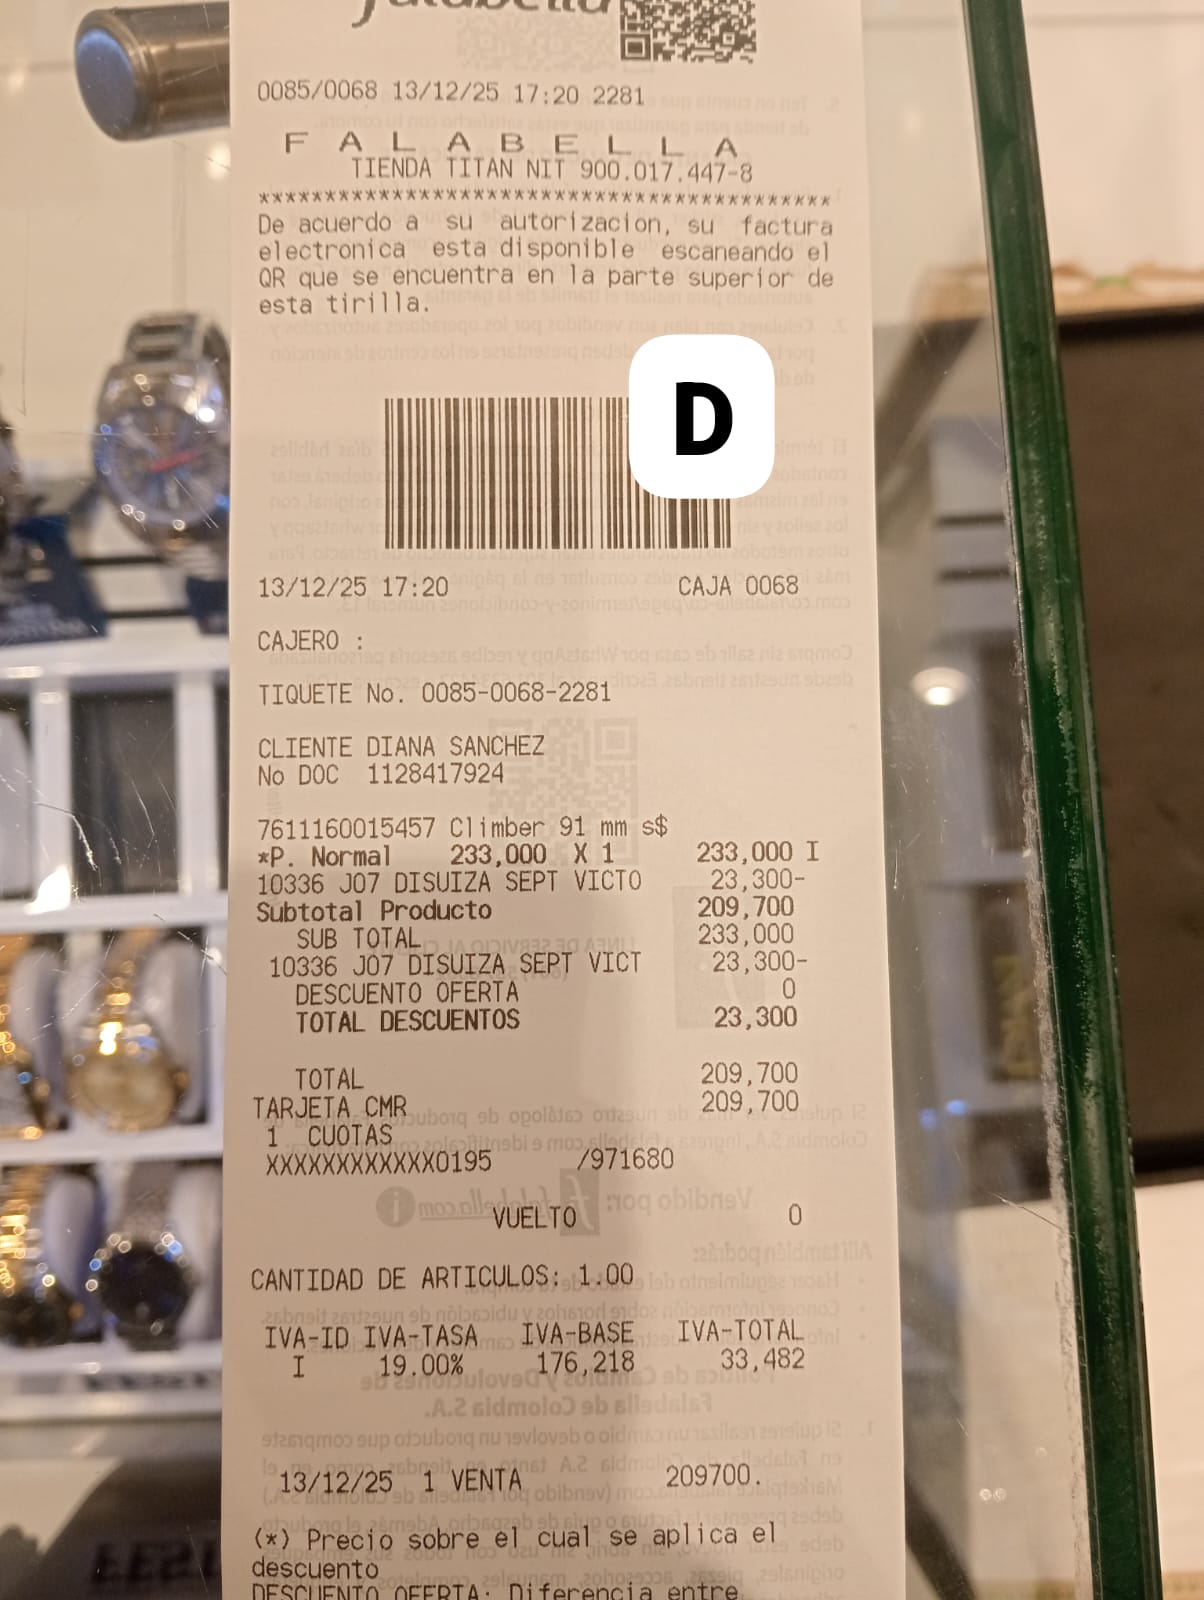 falabella
0085/0068 13/12/25 17:20 2281
F A L A B E L L A
TIENDA TITAN NIT 900.017.447-8
******************************************
De acuerdo a su autorizacion, su factura
electronica esta disponible escaneando el
QR que se encuentra en la parte superior de
esta tirilla.
D
13/12/25 17:20 CAJA 0068
CAJERO :
TIQUETE No. 0085-0068-2281
CLIENTE DIANA SANCHEZ
No DOC 1128417924
7611160015457 Climber 91 mm s$
*P. Normal 233,000 X 1 233,000 I
10336 J07 DISUIZA SEPT VICTO 23,300-
Subtotal Producto 209,700
SUB TOTAL 233,000
10336 J07 DISUIZA SEPT VICT 23,300-
DESCUENTO OFERTA 0
TOTAL DESCUENTOS 23,300
TOTAL 209,700
TARJETA CMR 209,700
1 CUOTAS
XXXXXXXXXXXX0195 /971680
VUELTO 0
CANTIDAD DE ARTICULOS: 1.00
IVA-ID IVA-TASA IVA-BASE IVA-TOTAL
I 19.00% 176,218 33,482
13/12/25 1 VENTA 209700.
(*) Precio sobre el cual se aplica el
descuento
DESCUENTO OFERTA: Diferencia entre